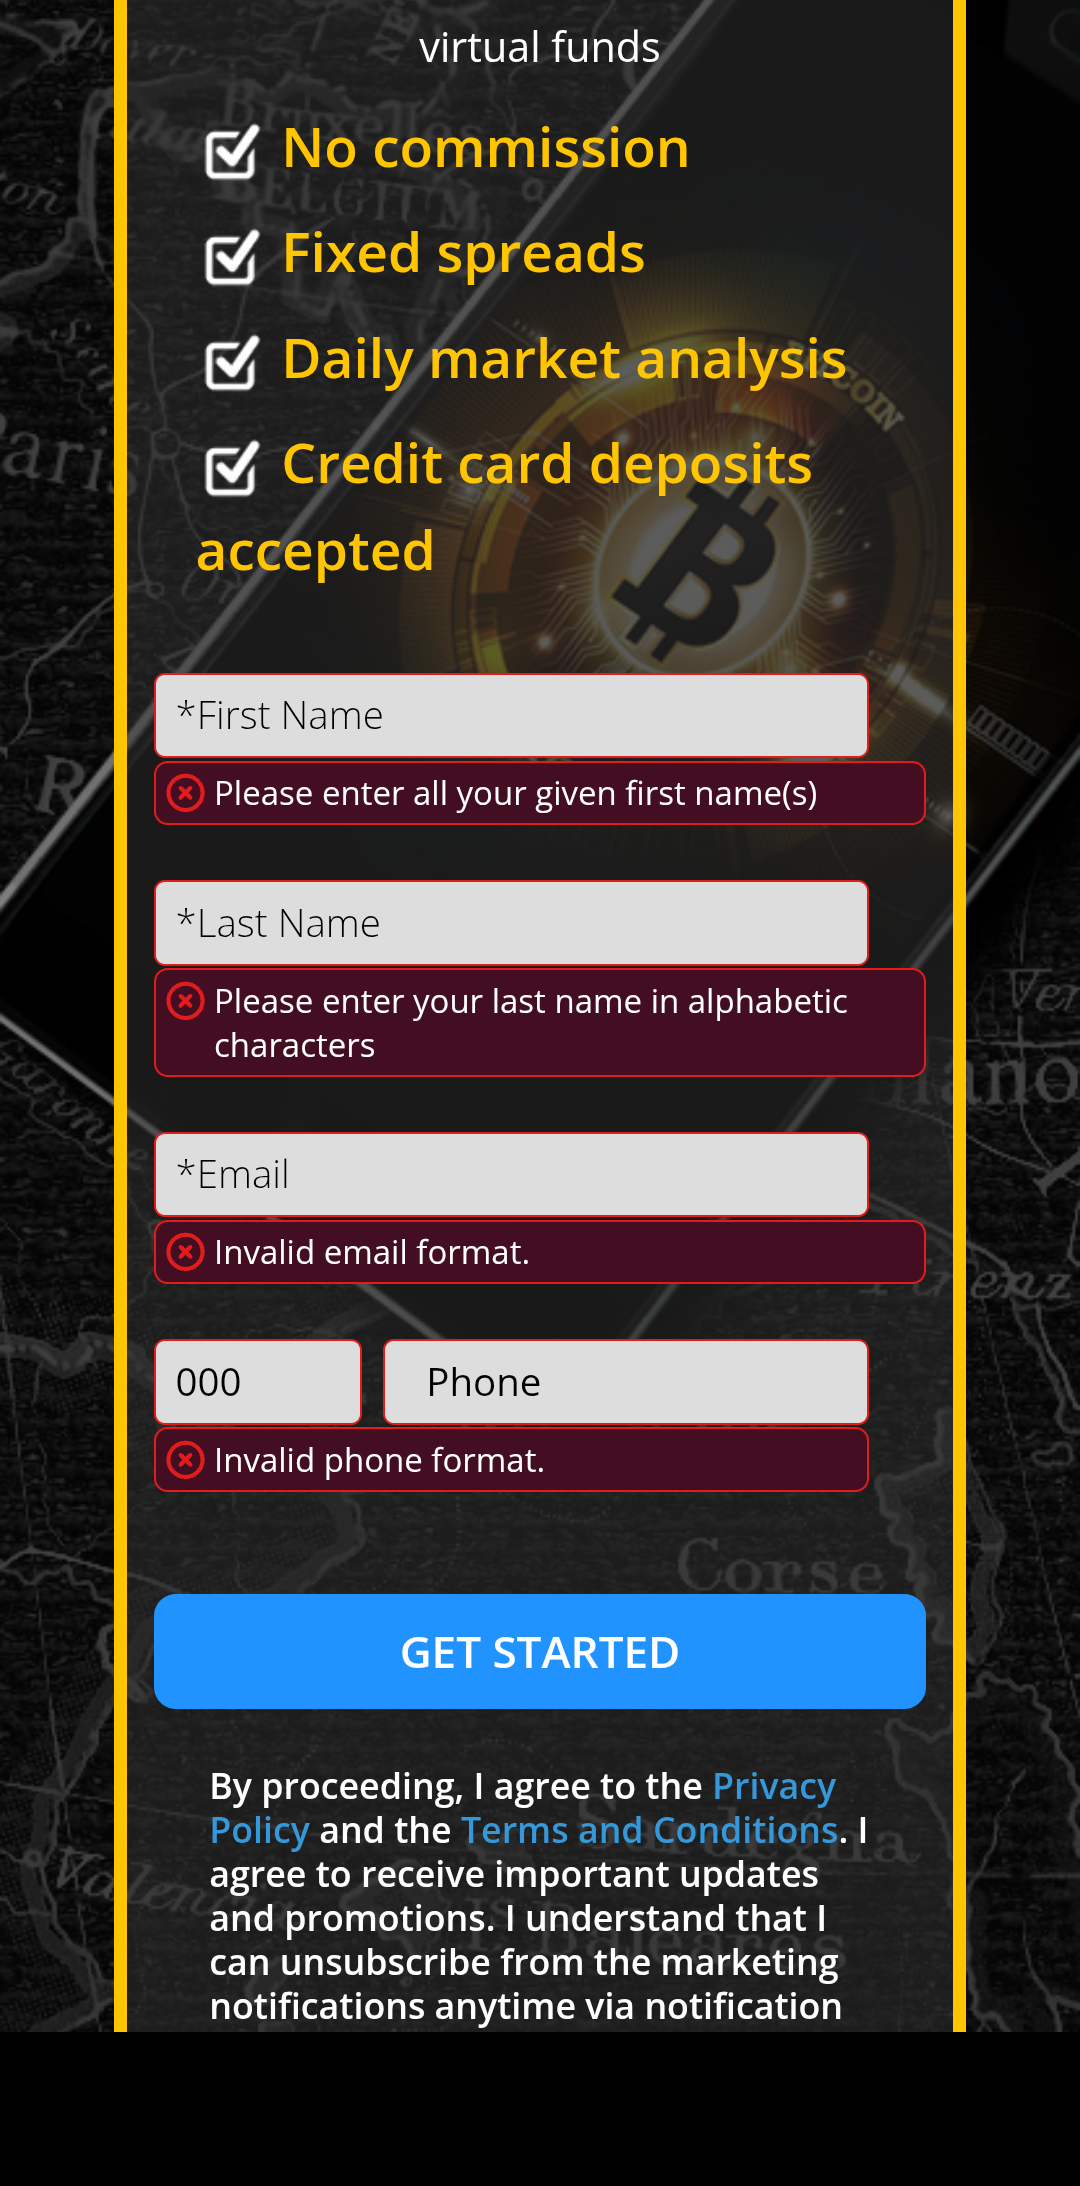 virtual funds
No commission
Fixed spreads
Daily market analysis
Credit card deposits
accepted
*First Name
Please enter all your given first name(s)
*Last Name
Please enter your last name in alphabetic
characters
*Email
Invalid email format.
000 Phone
Invalid phone format.
Corse
GET STARTED
By proceeding, I agree to the Privacy
Policy and the Terms and Conditions. I
agree to receive important updates
and promotions. I understand that I
can unsubscribe from the marketing
notifications anytime via notification